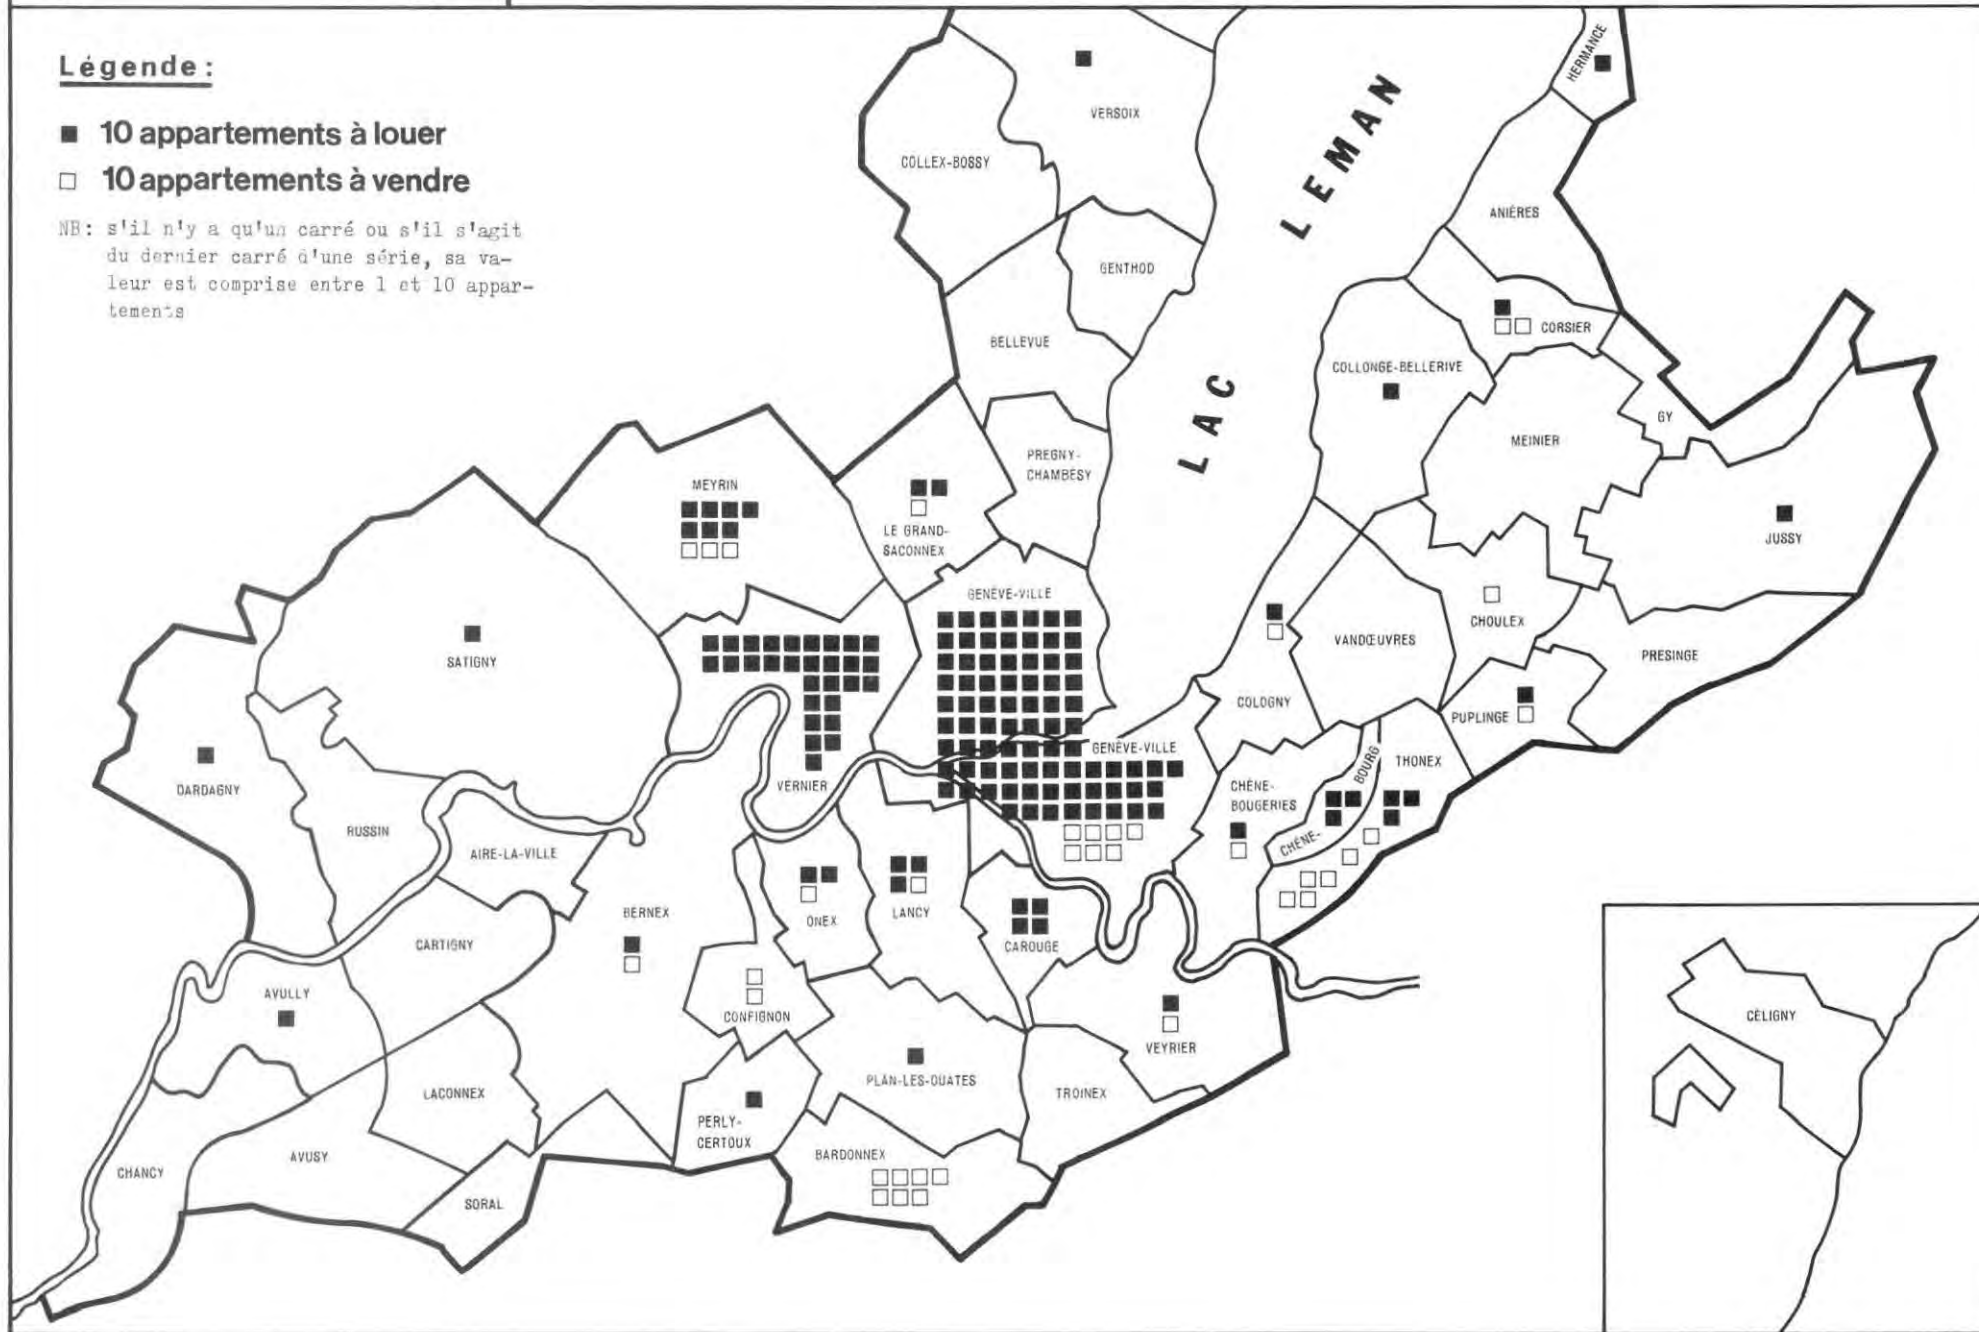 Légende :
10 appartements à louer
10 appartements à vendre
NB: s'il n'y a qu'un carré ou s'il s'agit
du dernier carré d'une série, sa va-
leur est comprise entre 1 et 10 appar-
tements
HERMANCE
VERSOIX
COLLEX-BOSSY
LAC LEMAN
ANIÈRES
GENTHOD
CORSIER
BELLEVUE
COLLONGE-BELLERIVE
GY
MEINIER
PREGNY-
CHAMBÉSY
MEYRIN
LE GRAND-
SACONNEX
JUSSY
GENÈVE-VILLE
CHOULEX
VANDŒUVRES
PRESINGE
SATIGNY
COLOGNY
PUPLINGE
GENÈVE-VILLE
THONEX
CHÊNE-
BOURG
CHÊNE-
BOUGERIES
VERNIER
DARDAGNY
RUSSIN
AIRE-LA-VILLE
BERNEX
ONEX
LANCY
CAROUGE
CARTIGNY
AVULLY
CONFIGNON
CÉLIGNY
VEYRIER
PLAN-LES-OUATES
TROINEX
LACONNEX
PERLY-
CERTOUX
BARDONNEX
AVUSY
CHANCY
SORAL